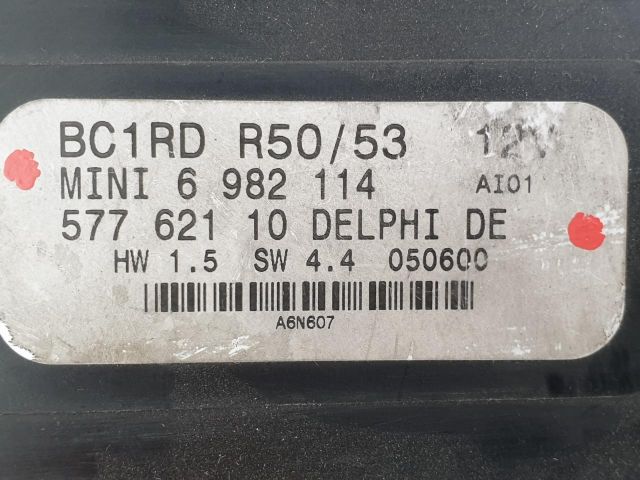 BC1RD R50/53 12V
MINI 6 982 114 AI01
577 621 10 DELPHI DE
HW 1.5 SW 4.4 050600
A6N607